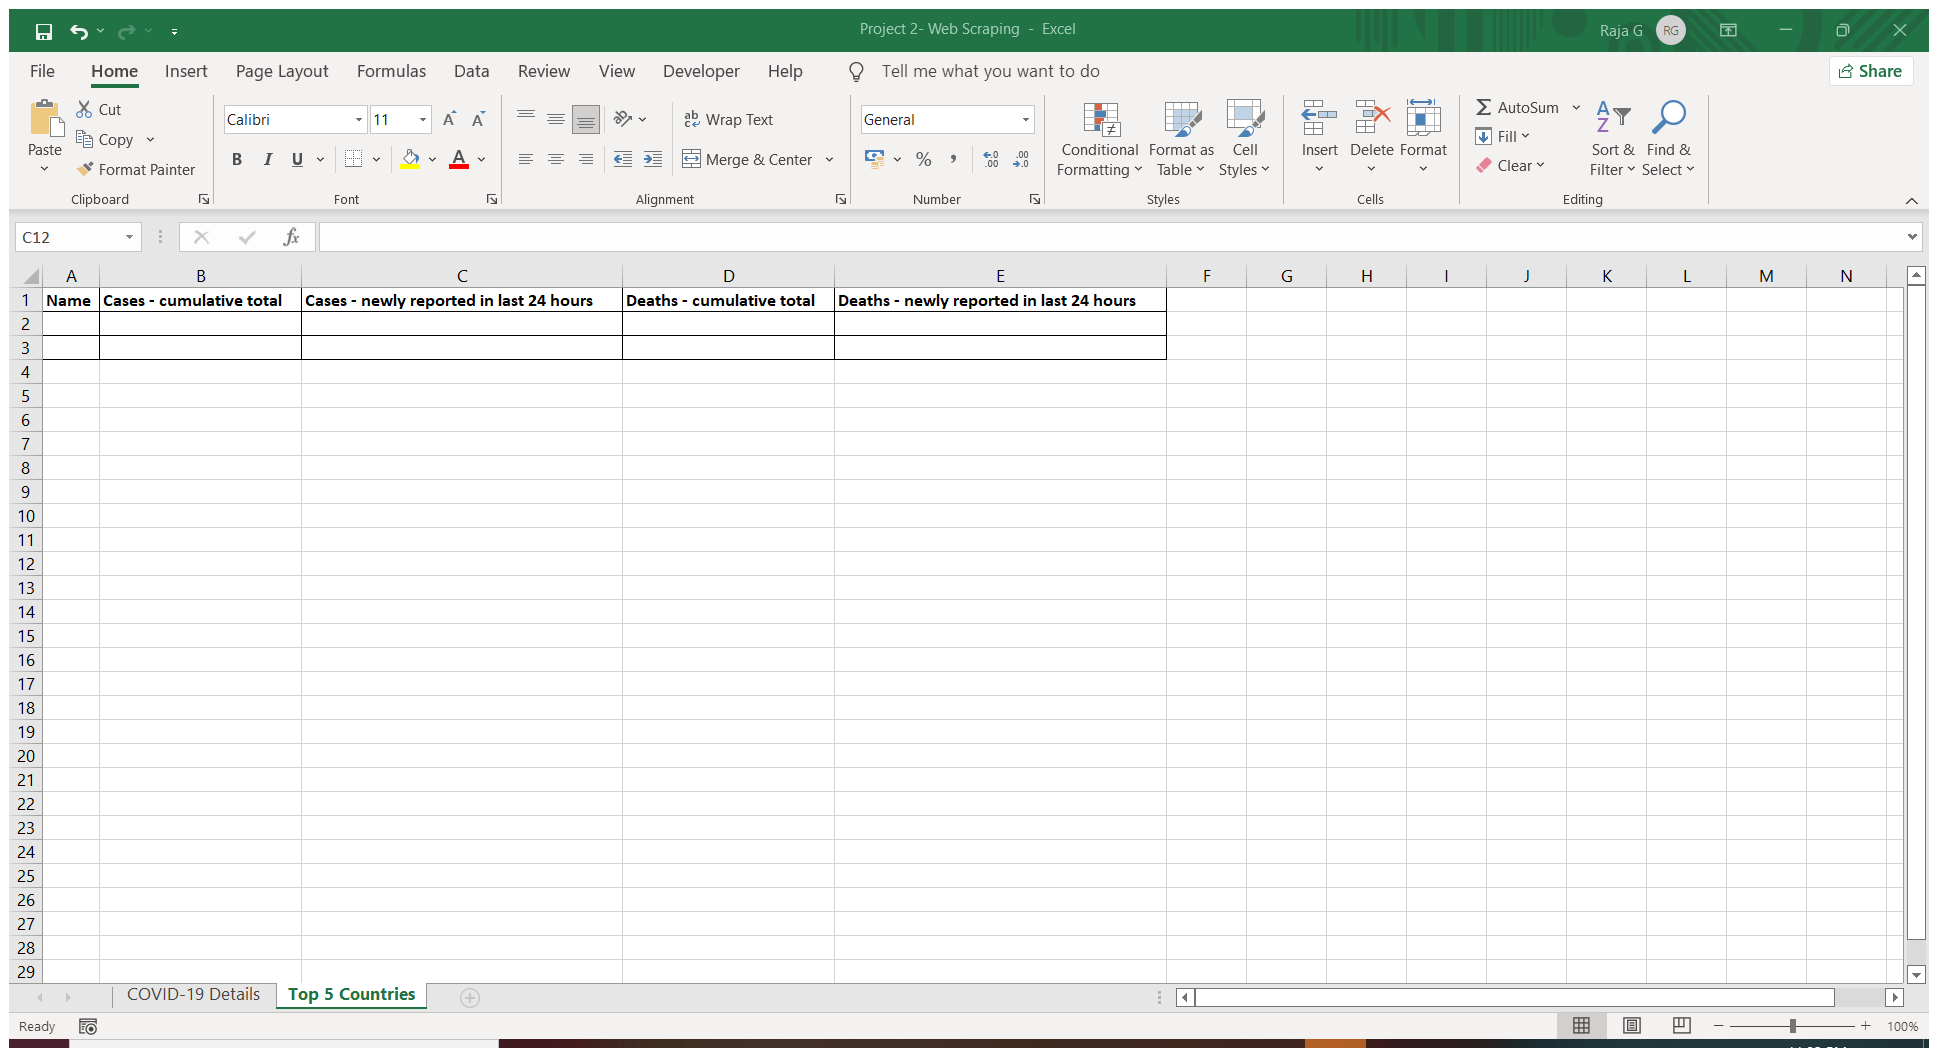 Project 2- Web Scraping - Excel
Raja G RG
File Home Insert Page Layout Formulas Data Review View Developer Help Tell me what you want to do Share
Paste
Cut
Copy
Format Painter
Clipboard
Calibri 11
B I U
Font
Wrap Text
Merge & Center
Alignment
General
Number
Conditional Formatting
Format as Table
Cell Styles
Styles
Insert
Delete
Format
Cells
AutoSum
Fill
Clear
Sort & Filter
Find & Select
Editing
C12 fx
A B C D E F G H I J K L M N
1 Name Cases - cumulative total Cases - newly reported in last 24 hours Deaths - cumulative total Deaths - newly reported in last 24 hours
2
3
4
5
6
7
8
9
10
11
12
13
14
15
16
17
18
19
20
21
22
23
24
25
26
27
28
29
COVID-19 Details Top 5 Countries
Ready 100%